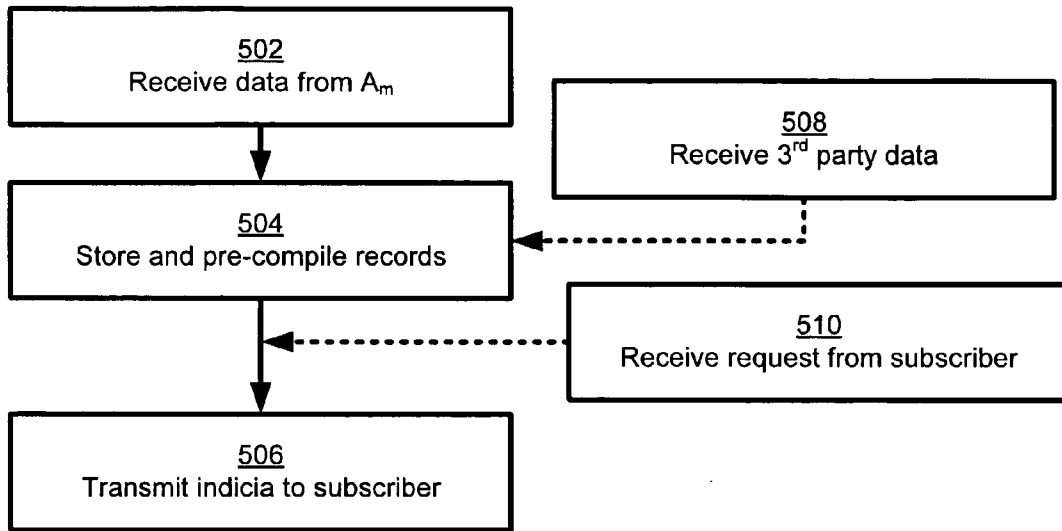 502
Receive data from Aₘ
508
Receive 3ʳᵈ party data
504
Store and pre-compile records
510
Receive request from subscriber
506
Transmit indicia to subscriber